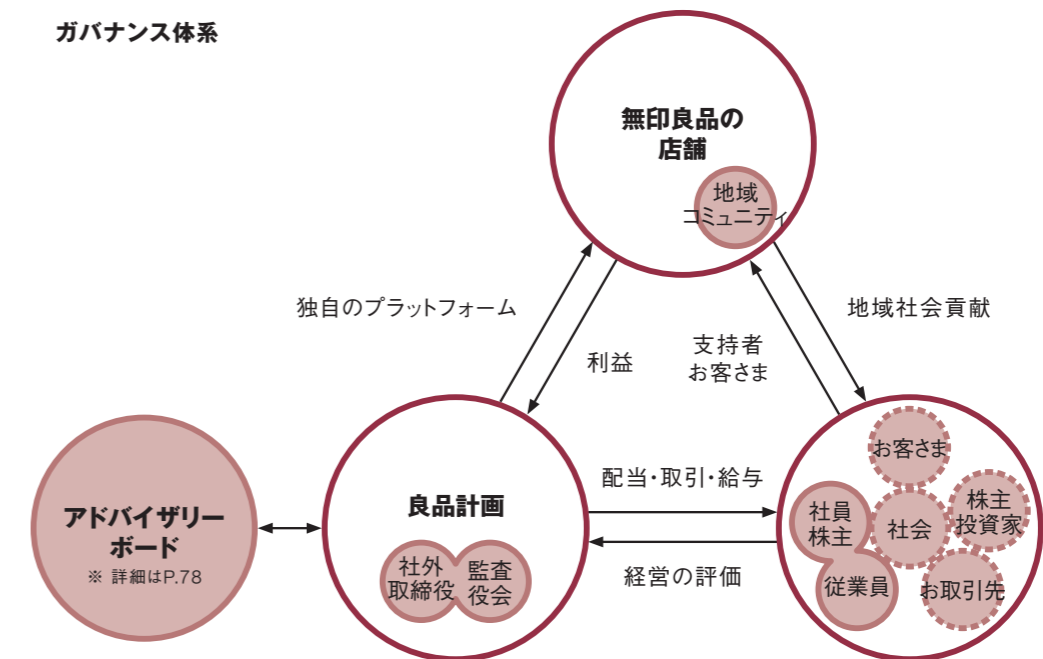 ガバナンス体系
無印良品の
店舗
地域
コミュニティ
独自のプラットフォーム
利益
支持者
お客さま
地域社会貢献
アドバイザリー
ボード
※ 詳細はP.78
良品計画
社外
取締役
監査
役会
配当・取引・給与
経営の評価
お客さま
社員
株主
社会
株主
投資家
従業員
お取引先